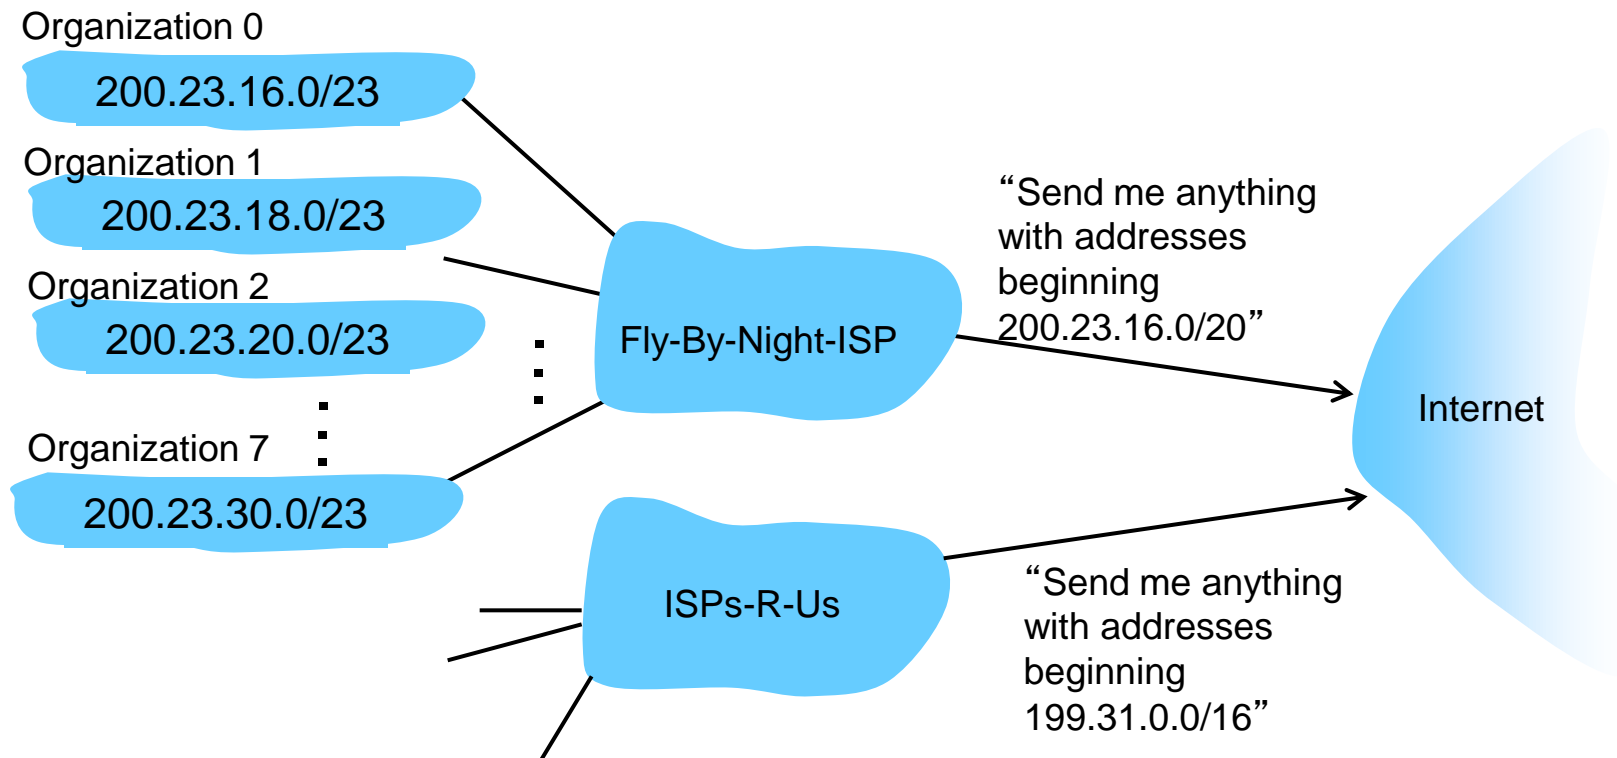 Organization 0
200.23.16.0/23
Organization 1
200.23.18.0/23
Organization 2
200.23.20.0/23
Organization 7
200.23.30.0/23
Fly-By-Night-ISP
“Send me anything
with addresses
beginning
200.23.16.0/20”
Internet
ISPs-R-Us
“Send me anything
with addresses
beginning
199.31.0.0/16”